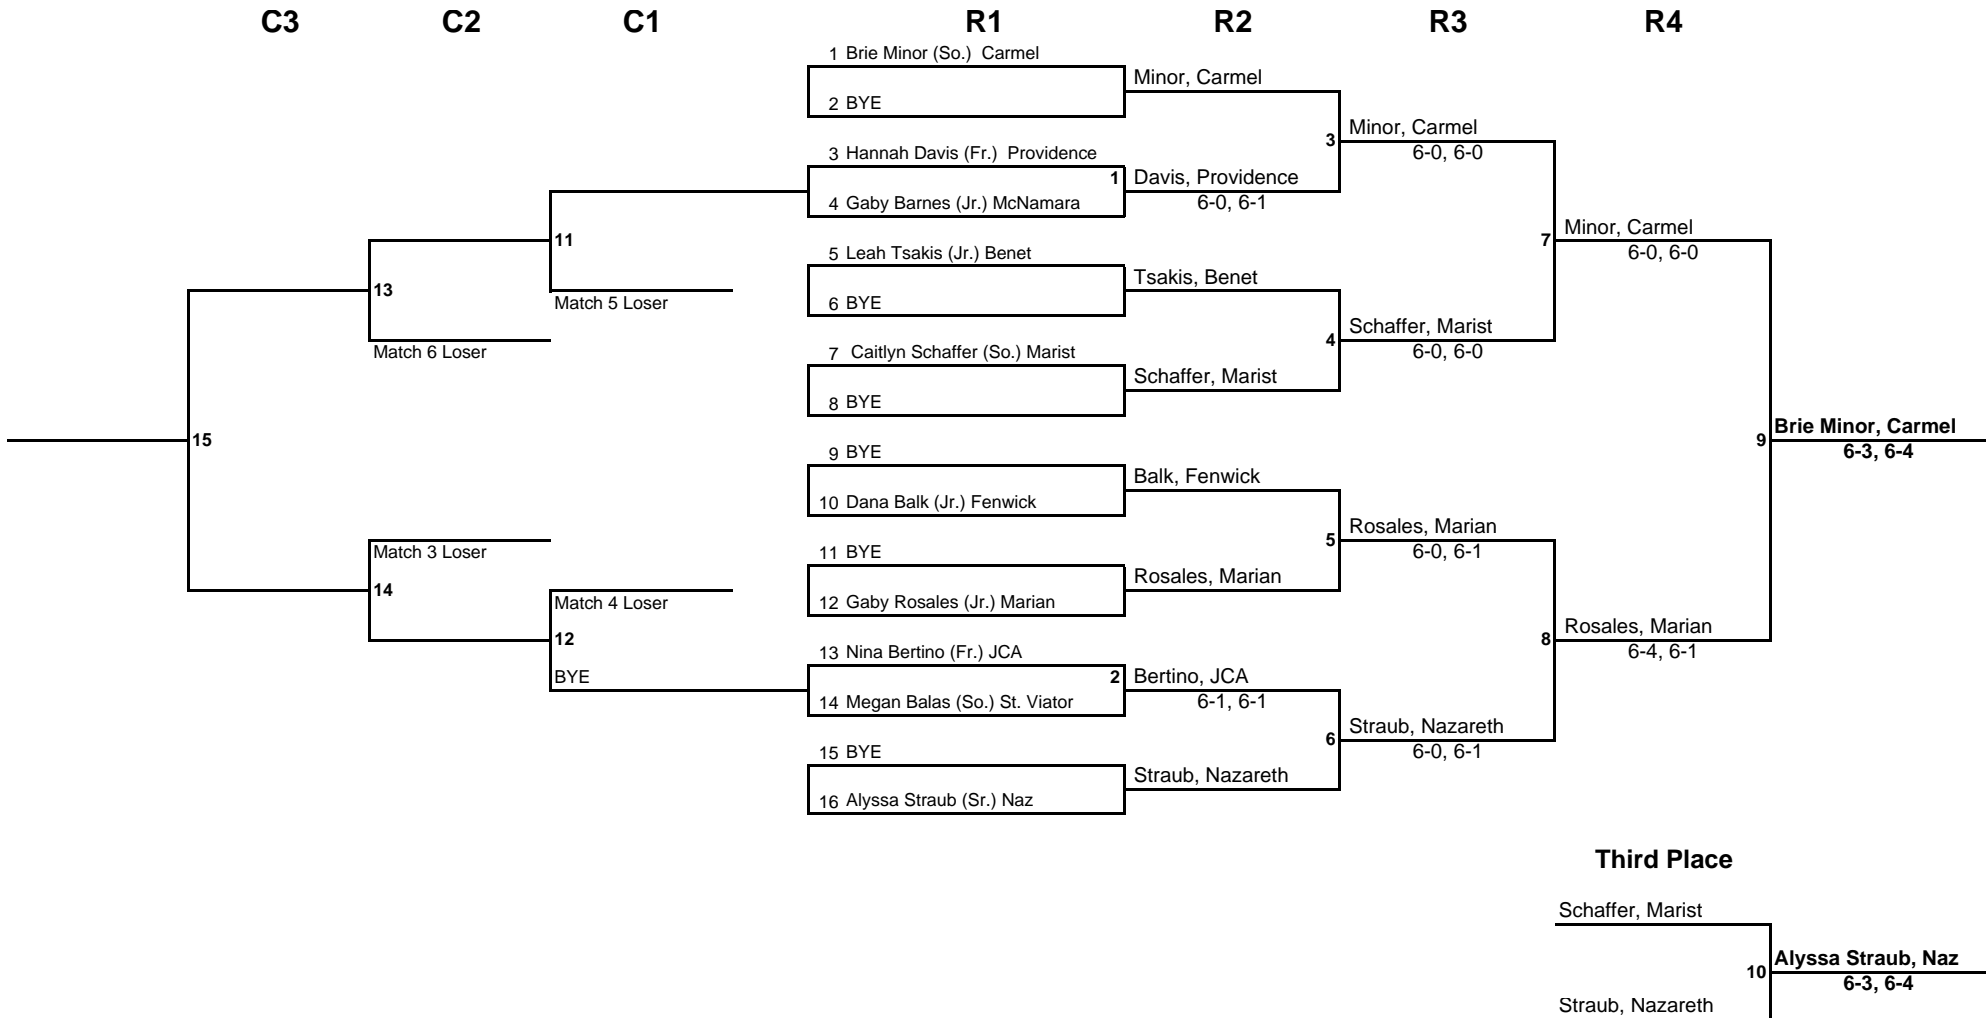 C3 C2 C1 R1 R2 R3 R4
1 Brie Minor (So.)  Carmel
Minor, Carmel
2 BYE
Minor, Carmel
3
6-0, 6-0
3 Hannah Davis (Fr.)  Providence
1 Davis, Providence
6-0, 6-1
4 Gaby Barnes (Jr.) McNamara
11
7 Minor, Carmel
6-0, 6-0
5 Leah Tsakis (Jr.) Benet
Tsakis, Benet
6 BYE
13
Match 5 Loser
Schaffer, Marist
4
6-0, 6-0
Match 6 Loser
7 Caitlyn Schaffer (So.) Marist
Schaffer, Marist
8 BYE
15
9 Brie Minor, Carmel
6-3, 6-4
9 BYE
Balk, Fenwick
10 Dana Balk (Jr.) Fenwick
Rosales, Marian
5
6-0, 6-1
Match 3 Loser
11 BYE
Rosales, Marian
14
Match 4 Loser
12 Gaby Rosales (Jr.) Marian
12
8 Rosales, Marian
6-4, 6-1
13 Nina Bertino (Fr.) JCA
BYE
2 Bertino, JCA
6-1, 6-1
14 Megan Balas (So.) St. Viator
Straub, Nazareth
6
6-0, 6-1
15 BYE
Straub, Nazareth
16 Alyssa Straub (Sr.) Naz
Third Place
Schaffer, Marist
10 Alyssa Straub, Naz
6-3, 6-4
Straub, Nazareth